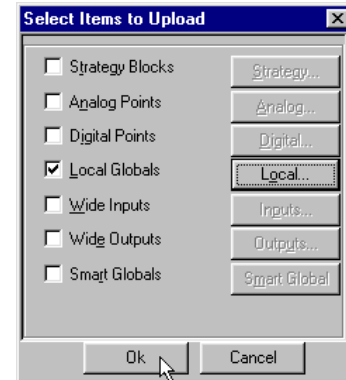 Select Items to Upload
Strategy Blocks Strategy...
Analog Points Analog...
Digital Points Digital...
Local Globals Local...
Wide Inputs Inputs...
Wide Outputs Outputs...
Smart Globals Smart Global
Ok Cancel